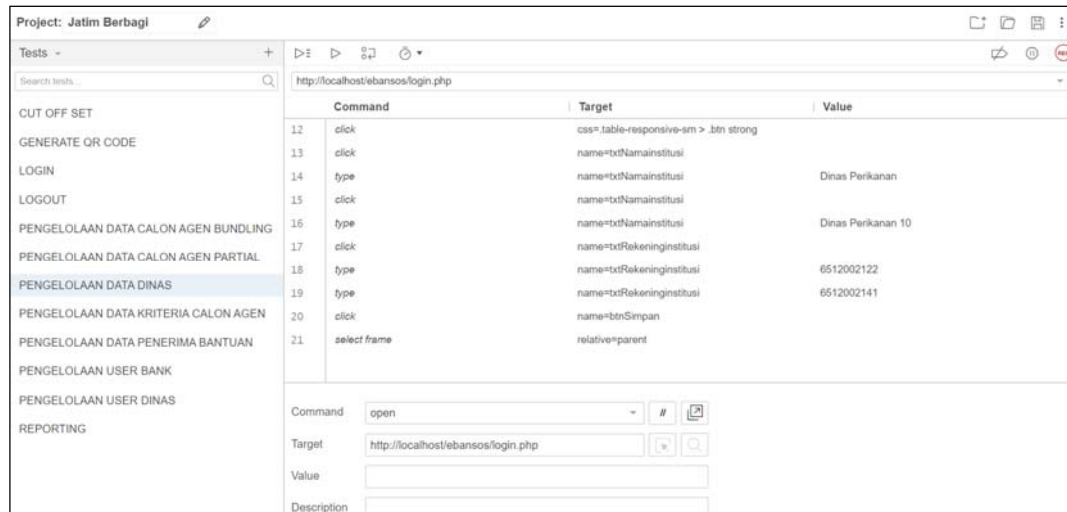 Project: Jatim Berbagi
Tests
Search tests...
CUT OFF SET
GENERATE QR CODE
LOGIN
LOGOUT
PENGELOLAAN DATA CALON AGEN BUNDLING
PENGELOLAAN DATA CALON AGEN PARTIAL
PENGELOLAAN DATA DINAS
PENGELOLAAN DATA KRITERIA CALON AGEN
PENGELOLAAN DATA PENERIMA BANTUAN
PENGELOLAAN USER BANK
PENGELOLAAN USER DINAS
REPORTING
REC
http://localhost/ebansos/login.php
Command Target Value
12 click css=.table-responsive-sm > .btn strong
13 click name=txtNamainstitusi
14 type name=txtNamainstitusi Dinas Perikanan
15 click name=txtNamainstitusi
16 type name=txtNamainstitusi Dinas Perikanan 10
17 click name=txtRekeninginstitusi
18 type name=txtRekeninginstitusi 6512002122
19 type name=txtRekeninginstitusi 6512002141
20 click name=btnSimpan
21 select frame relative=parent
Command open //
Target http://localhost/ebansos/login.php
Value
Description